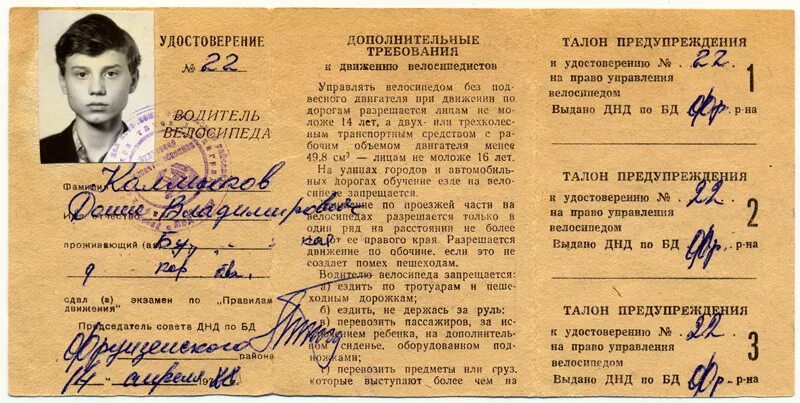 УДОСТОВЕРЕНИЕ
№ 22
ВОДИТЕЛЬ
ВЕЛОСИПЕДА
Фамилия Калмыков
Имя, отчество Владимирович
проживающий (ая)
9 кор. кв.
сдал (а) экзамен по „Правилам
движения"
Председатель совета ДНД по БД
Фрунзенского района
14 „ апреля 19
ДОПОЛНИТЕЛЬНЫЕ
ТРЕБОВАНИЯ
к движению велосипедистов
Управлять велосипедом без под-
весного двигателя при движении по
дорогам разрешается лицам не мо-
ложе 14 лет, а двух- или трехколес-
ным транспортным средством с ра-
бочим объемом двигателя менее
49,8 см³ — лицам не моложе 16 лет.
На улицах городов и автомобиль-
ных дорогах обучение езде на вело-
сипеде запрещается.
Движение по проезжей части на
велосипедах разрешается только в
один ряд на расстоянии не более
от ее правого края. Разрешается
движение по обочине, если это не
создает помех пешеходам.
Водителю велосипеда запрещается:
а) ездить по тротуарам и пеше-
ходным дорожкам;
б) ездить, не держась за руль;
в) перевозить пассажиров, за ис-
ключением ребенка, на дополнитель-
ном сиденье, оборудованном под-
ножками;
г) перевозить предметы или груз,
которые выступают более чем на
ТАЛОН ПРЕДУПРЕЖДЕНИЯ
к удостоверению № 22
на право управления
велосипедом
1
Выдано ДНД по БД Фр. р-на
ТАЛОН ПРЕДУПРЕЖДЕНИЯ
к удостоверению № 22
на право управления
велосипедом
2
Выдано ДНД по БД Фр. р-на
ТАЛОН ПРЕДУПРЕЖДЕНИЯ
к удостоверению № 22
на право управления
велосипедом
3
Выдано ДНД по БД Фр. р-на